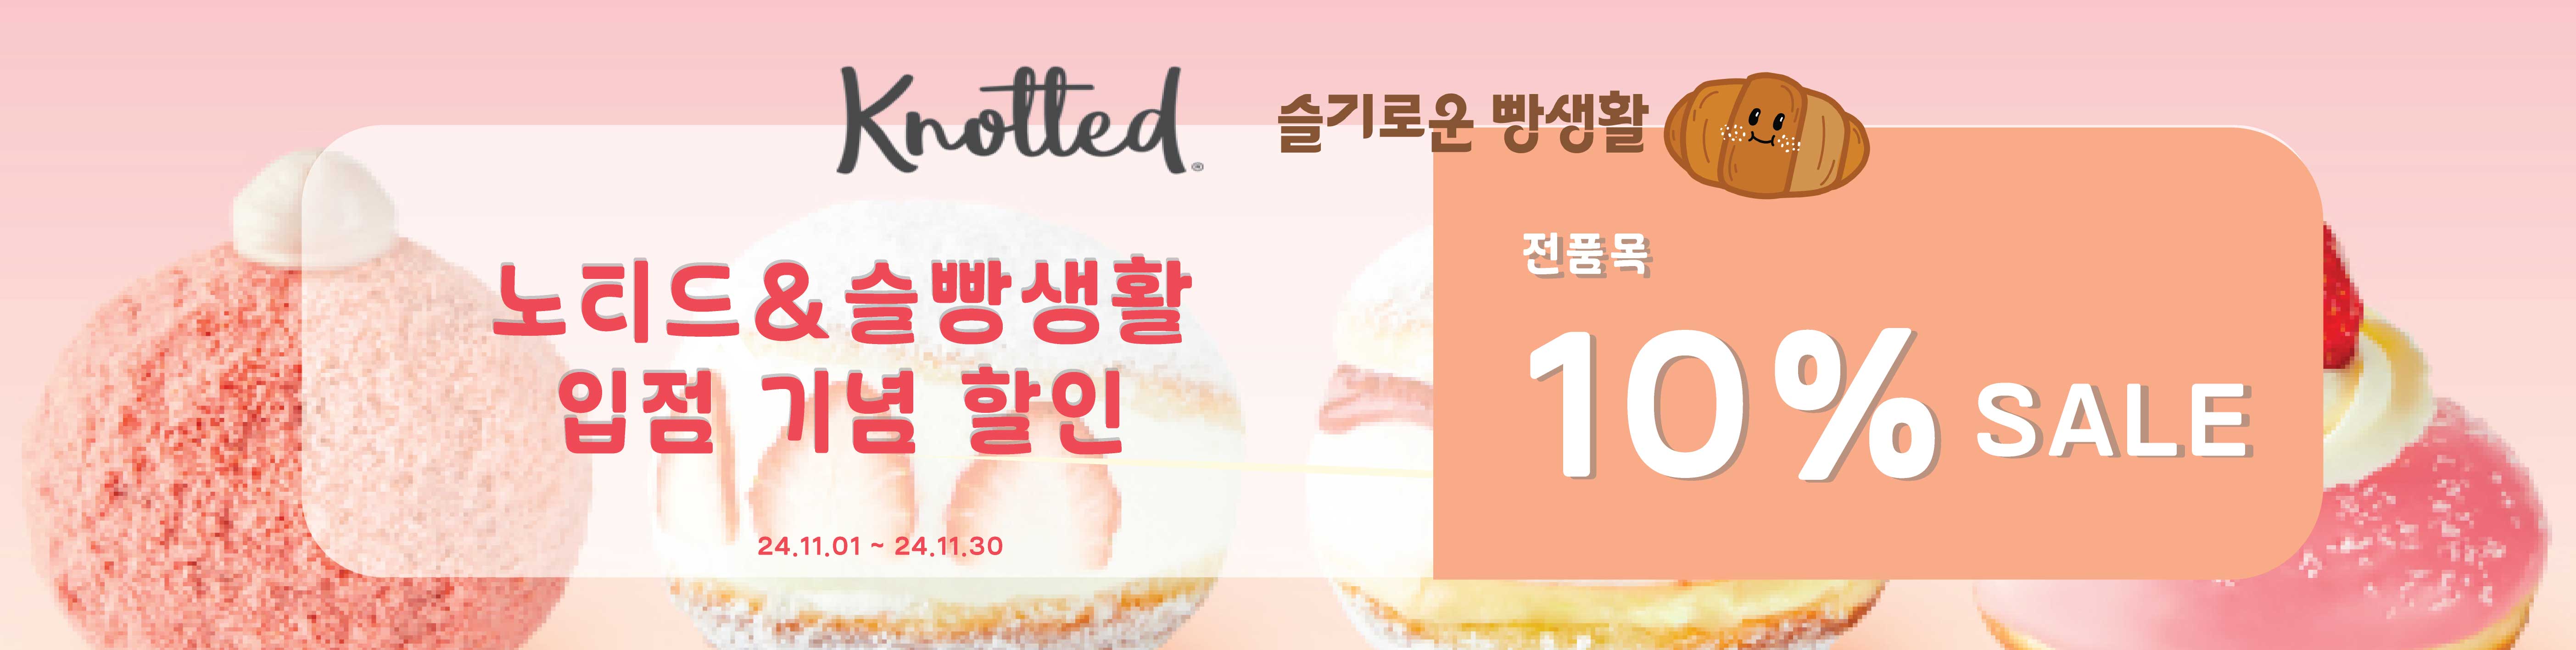 Knotted®
슬기로운 빵생활
노티드&슬빵생활
입점 기념 할인
24.11.01 ~ 24.11.30
전품목
10% SALE